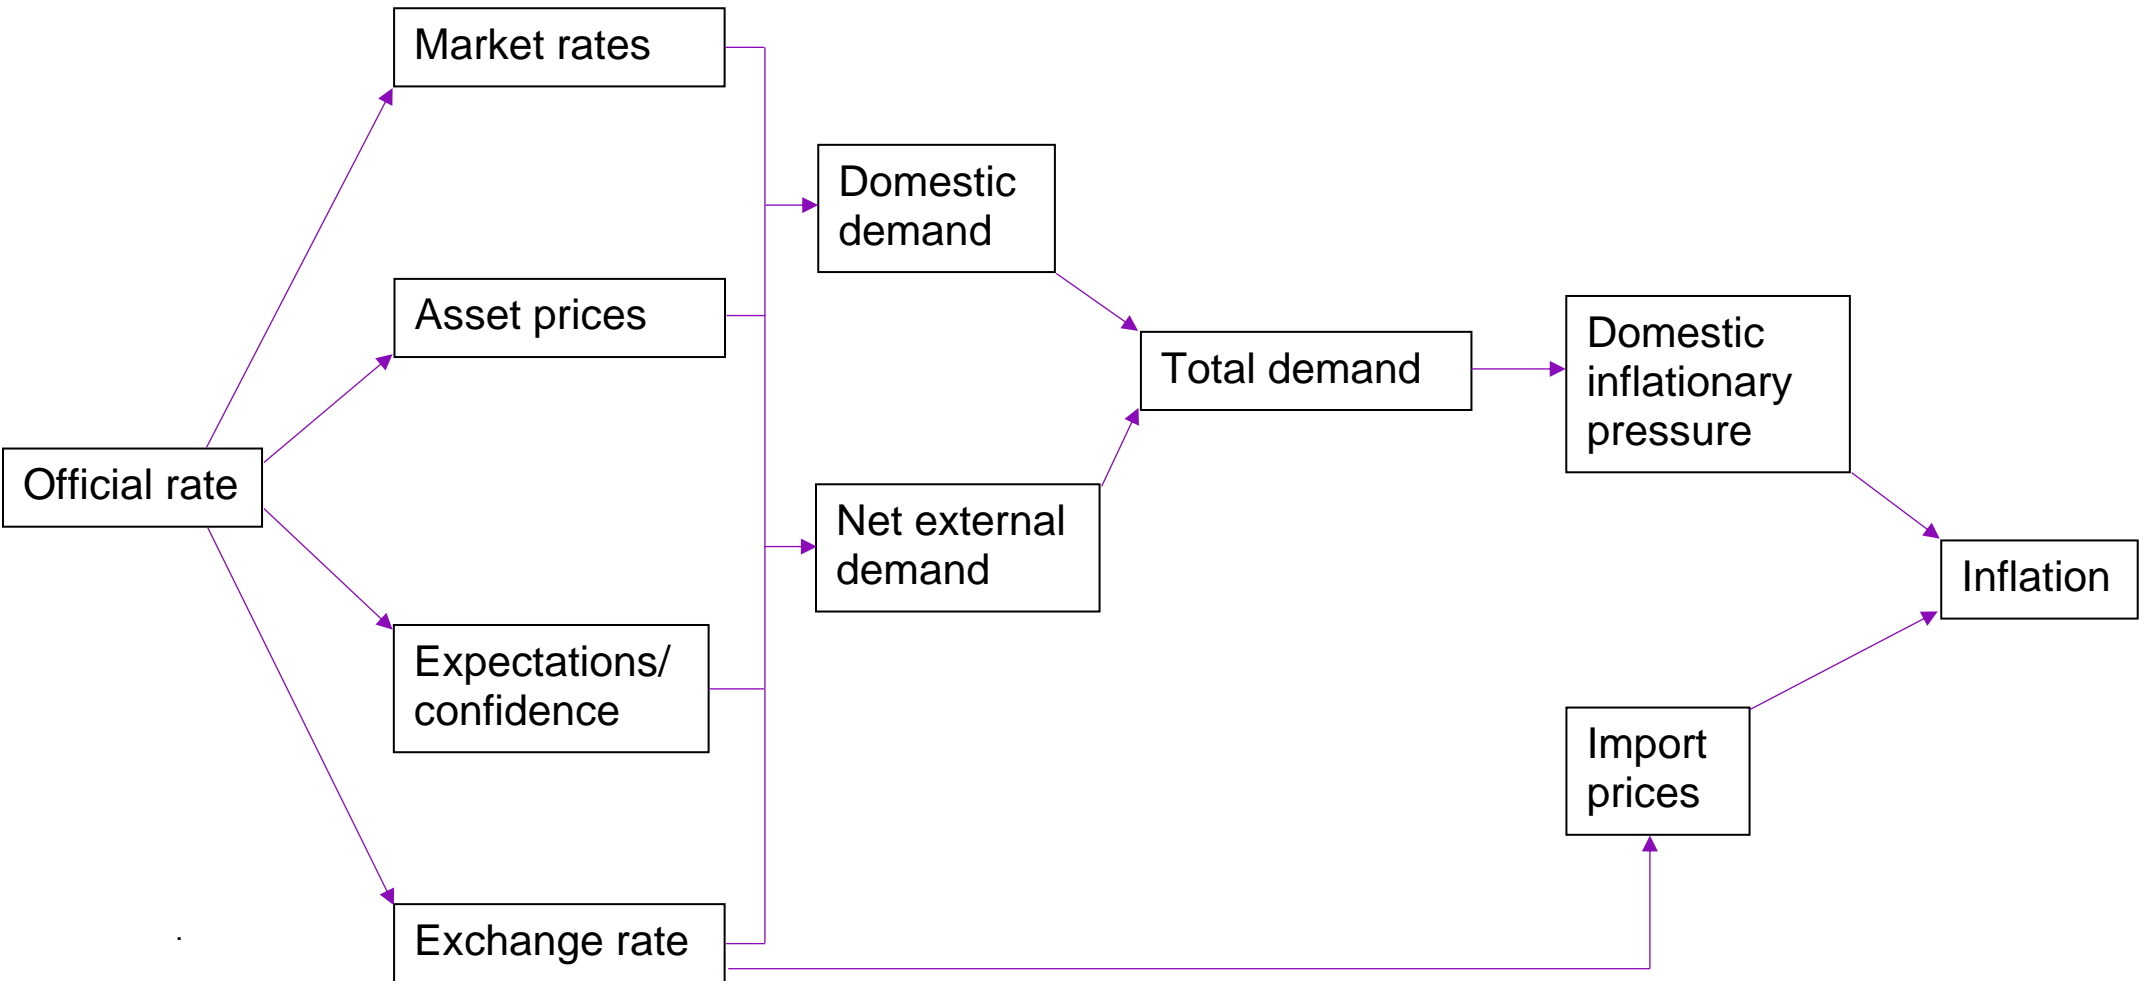 Market rates
Domestic
demand
Asset prices
Domestic
inflationary
pressure
Total demand
Official rate
Net external
demand
Inflation
Expectations/
confidence
Import
prices
Exchange rate
.